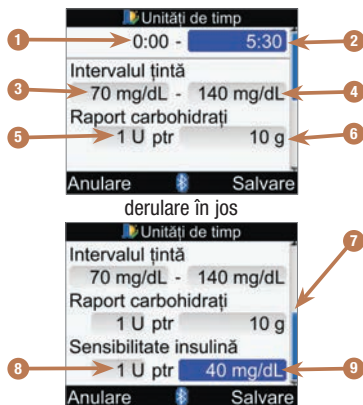 Unități de timp
1 0:00 - 5:30 2
Intervalul țintă
3 70 mg/dL - 140 mg/dL 4
Raport carbohidrați
5 1 U ptr 10 g 6
Anulare Salvare
derulare în jos
Unități de timp
Intervalul țintă
70 mg/dL - 140 mg/dL
7
Raport carbohidrați
1 U ptr 10 g
Sensibilitate insulină
8 1 U ptr 40 mg/dL 9
Anulare Salvare